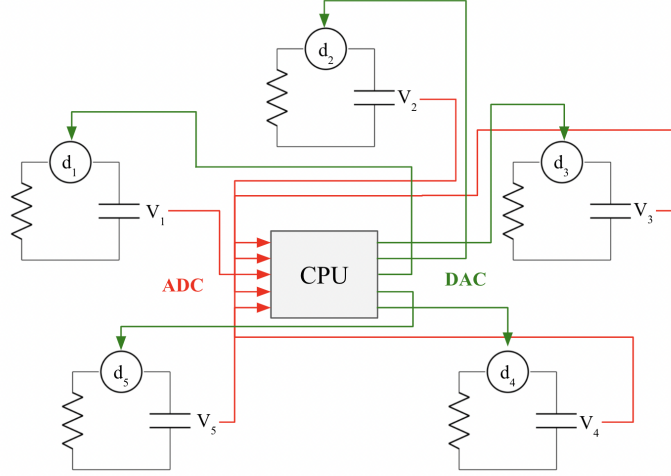 d₂
V₂
d₁
d₃
V₁
V₃
CPU
ADC
DAC
d₅
d₄
V₅
V₄